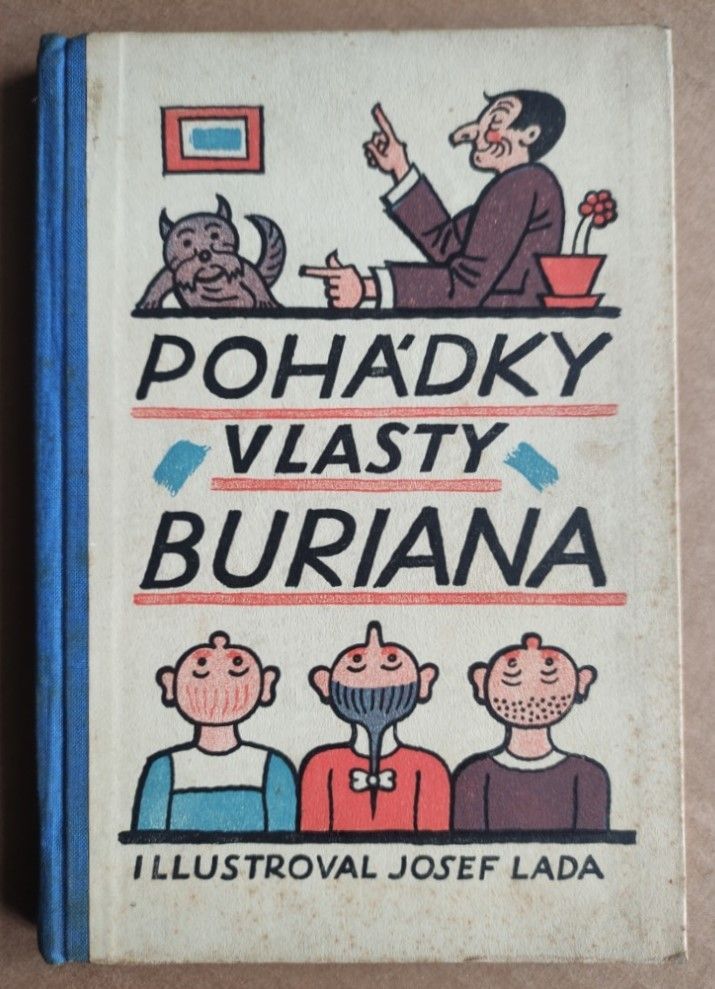 POHÁDKY
VLASTY
BURIANA
ILLUSTROVAL JOSEF LADA